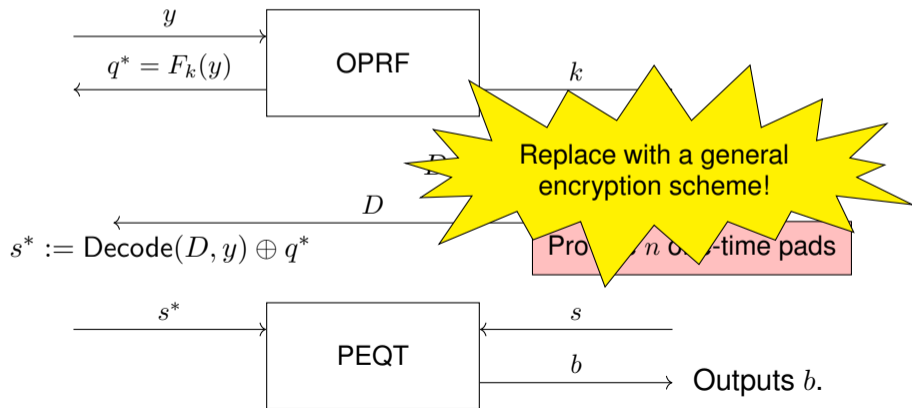 y
q* = F_k(y)
OPRF
k
Replace with a general
encryption scheme!
D
s* := Decode(D, y) ⊕ q*
n
-time pads
s*
PEQT
s
b
Outputs b.